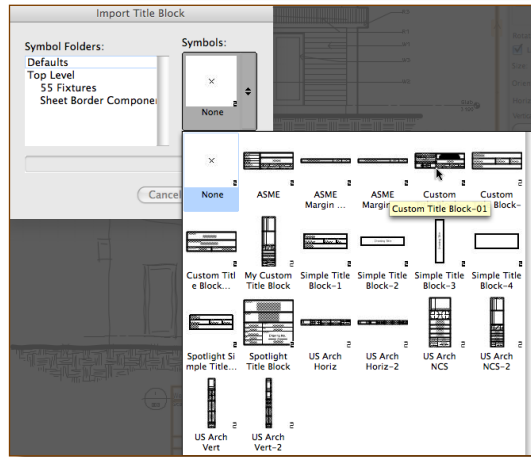 Import Title Block
Symbol Folders:
Symbols:
Defaults
Top Level
55 Fixtures
Sheet Border Componen
None
Cancel
None
ASME
ASME
Margin ...
ASME
Margin
Custom
Custom
Block-
Custom Title Block-01
Custom Titl
e Block...
My Custom
Title Block
Simple Title
Block-1
Simple Title
Block-2
Simple Title
Block-3
Simple Title
Block-4
Spotlight Si
mple Title...
Spotlight
Title Block
US Arch
Horiz
US Arch
Horiz-2
US Arch
NCS
US Arch
NCS-2
US Arch
Vert
US Arch
Vert-2